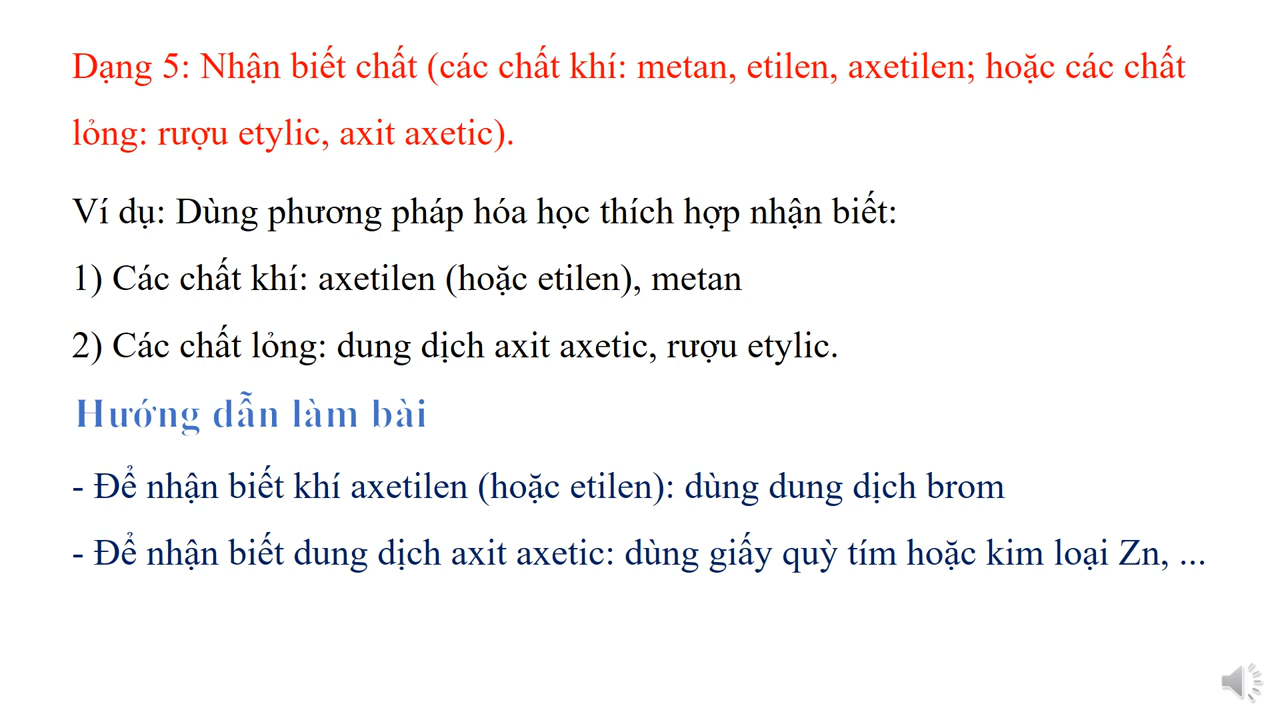 Dạng 5: Nhận biết chất (các chất khí: metan, etilen, axetilen; hoặc các chất
lỏng: rượu etylic, axit axetic).
Ví dụ: Dùng phương pháp hóa học thích hợp nhận biết:
1) Các chất khí: axetilen (hoặc etilen), metan
2) Các chất lỏng: dung dịch axit axetic, rượu etylic.
Hướng dẫn làm bài
- Để nhận biết khí axetilen (hoặc etilen): dùng dung dịch brom
- Để nhận biết dung dịch axit axetic: dùng giấy quỳ tím hoặc kim loại Zn, ...